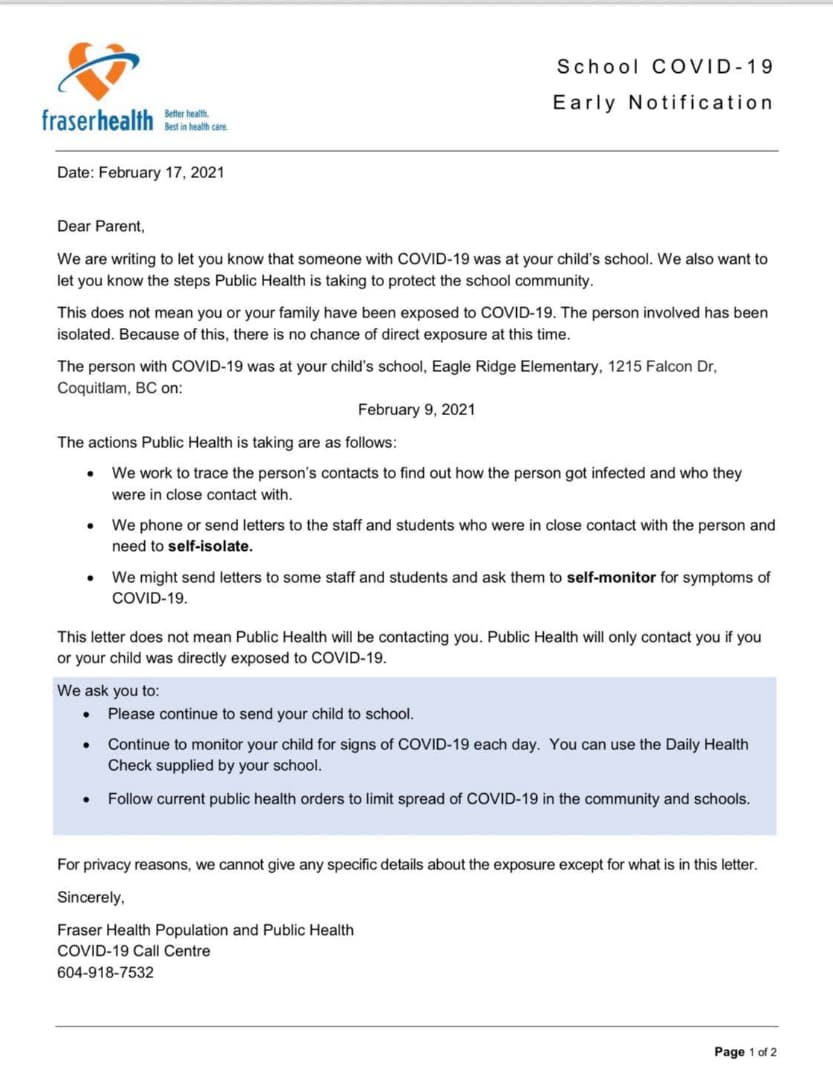 School COVID-19
Early Notification
fraserhealth
Better health.
Best in health care.
Date: February 17, 2021
Dear Parent,
We are writing to let you know that someone with COVID-19 was at your child's school. We also want to
let you know the steps Public Health is taking to protect the school community.
This does not mean you or your family have been exposed to COVID-19. The person involved has been
isolated. Because of this, there is no chance of direct exposure at this time.
The person with COVID-19 was at your child's school, Eagle Ridge Elementary, 1215 Falcon Dr,
Coquitlam, BC on:
February 9, 2021
The actions Public Health is taking are as follows:
• We work to trace the person's contacts to find out how the person got infected and who they
were in close contact with.
• We phone or send letters to the staff and students who were in close contact with the person and
need to self-isolate.
• We might send letters to some staff and students and ask them to self-monitor for symptoms of
COVID-19.
This letter does not mean Public Health will be contacting you. Public Health will only contact you if you
or your child was directly exposed to COVID-19.
We ask you to:
• Please continue to send your child to school.
• Continue to monitor your child for signs of COVID-19 each day.  You can use the Daily Health
Check supplied by your school.
• Follow current public health orders to limit spread of COVID-19 in the community and schools.
For privacy reasons, we cannot give any specific details about the exposure except for what is in this letter.
Sincerely,
Fraser Health Population and Public Health
COVID-19 Call Centre
604-918-7532
Page 1 of 2